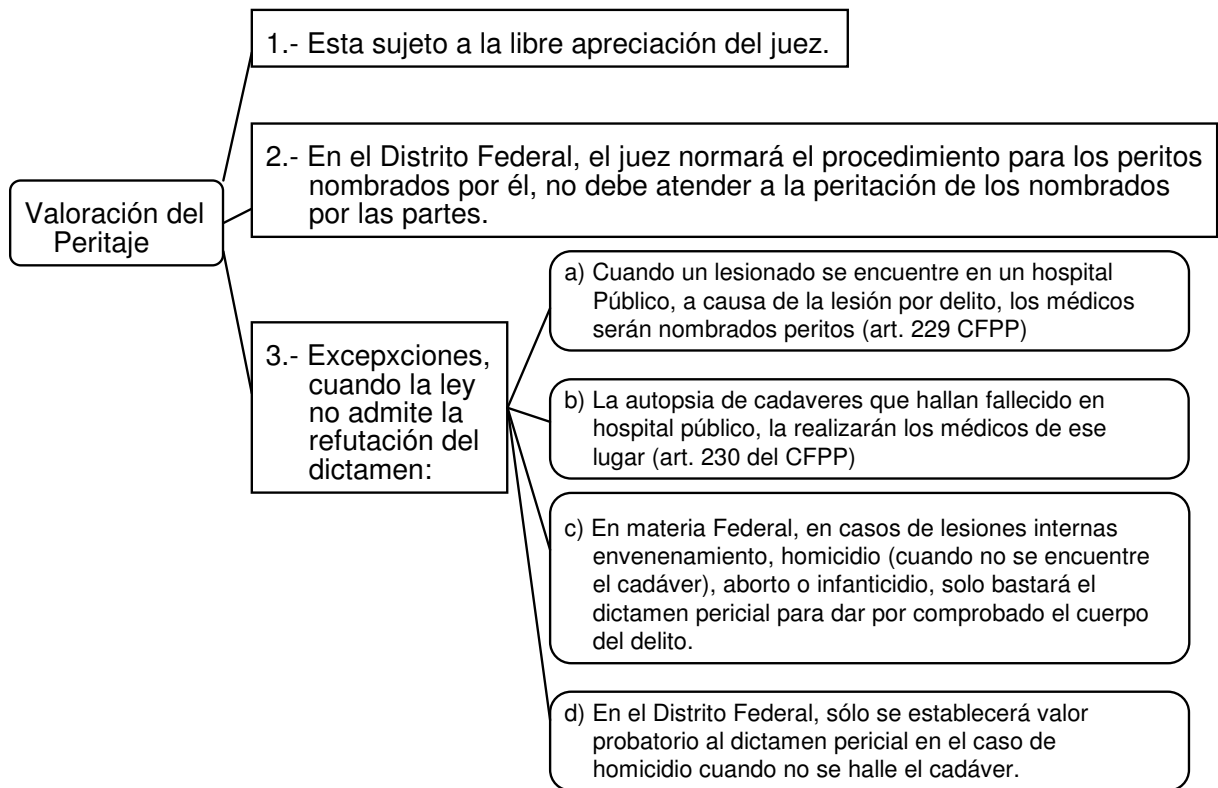 1.- Esta sujeto a la libre apreciación del juez.
2.- En el Distrito Federal, el juez normará el procedimiento para los peritos
nombrados por él, no debe atender a la peritación de los nombrados
por las partes.
Valoración del
Peritaje
3.- Excepxciones,
cuando la ley
no admite la
refutación del
dictamen:
a) Cuando un lesionado se encuentre en un hospital
Público, a causa de la lesión por delito, los médicos
serán nombrados peritos (art. 229 CFPP)
b) La autopsia de cadaveres que hallan fallecido en
hospital público, la realizarán los médicos de ese
lugar (art. 230 del CFPP)
c) En materia Federal, en casos de lesiones internas
envenenamiento, homicidio (cuando no se encuentre
el cadáver), aborto o infanticidio, solo bastará el
dictamen pericial para dar por comprobado el cuerpo
del delito.
d) En el Distrito Federal, sólo se establecerá valor
probatorio al dictamen pericial en el caso de
homicidio cuando no se halle el cadáver.